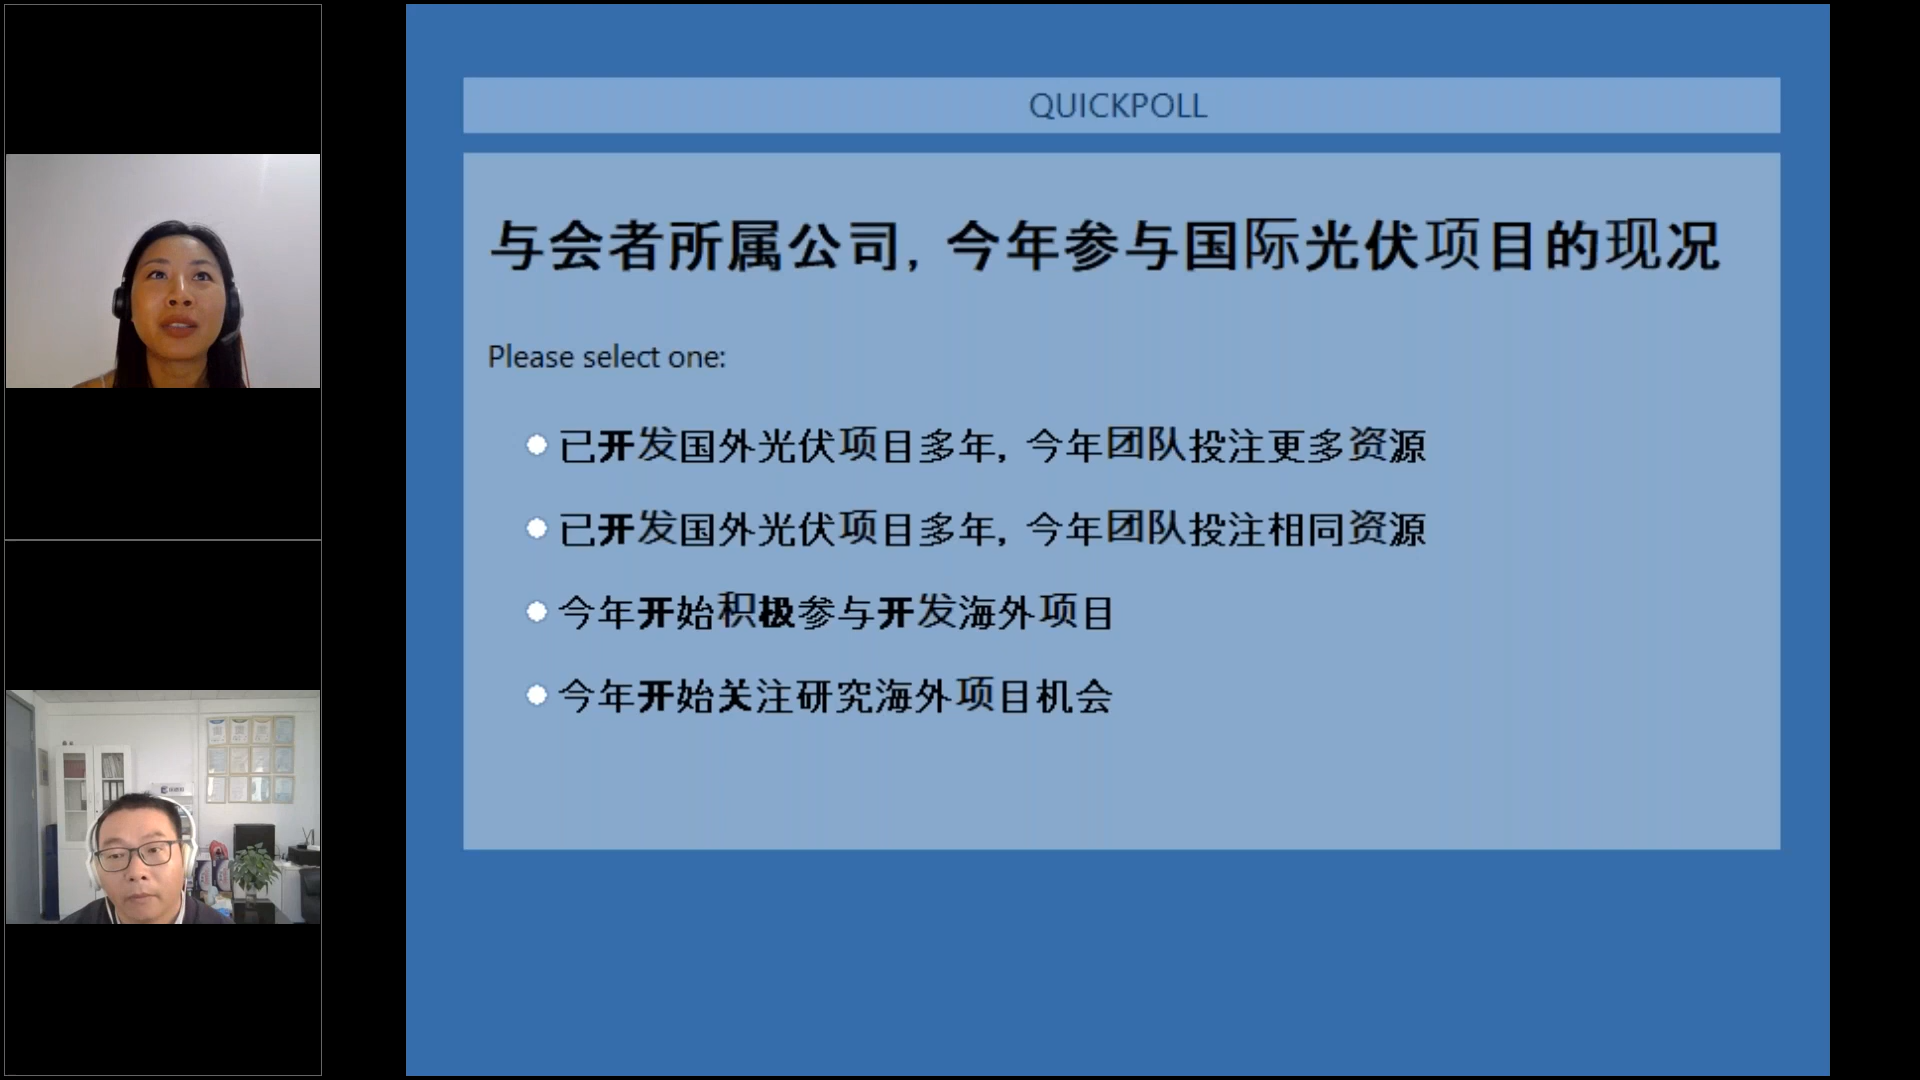 QUICKPOLL
与会者所属公司, 今年参与国际光伏项目的现况
Please select one:
已开发国外光伏项目多年, 今年团队投注更多资源
已开发国外光伏项目多年, 今年团队投注相同资源
今年开始积极参与开发海外项目
今年开始关注研究海外项目机会